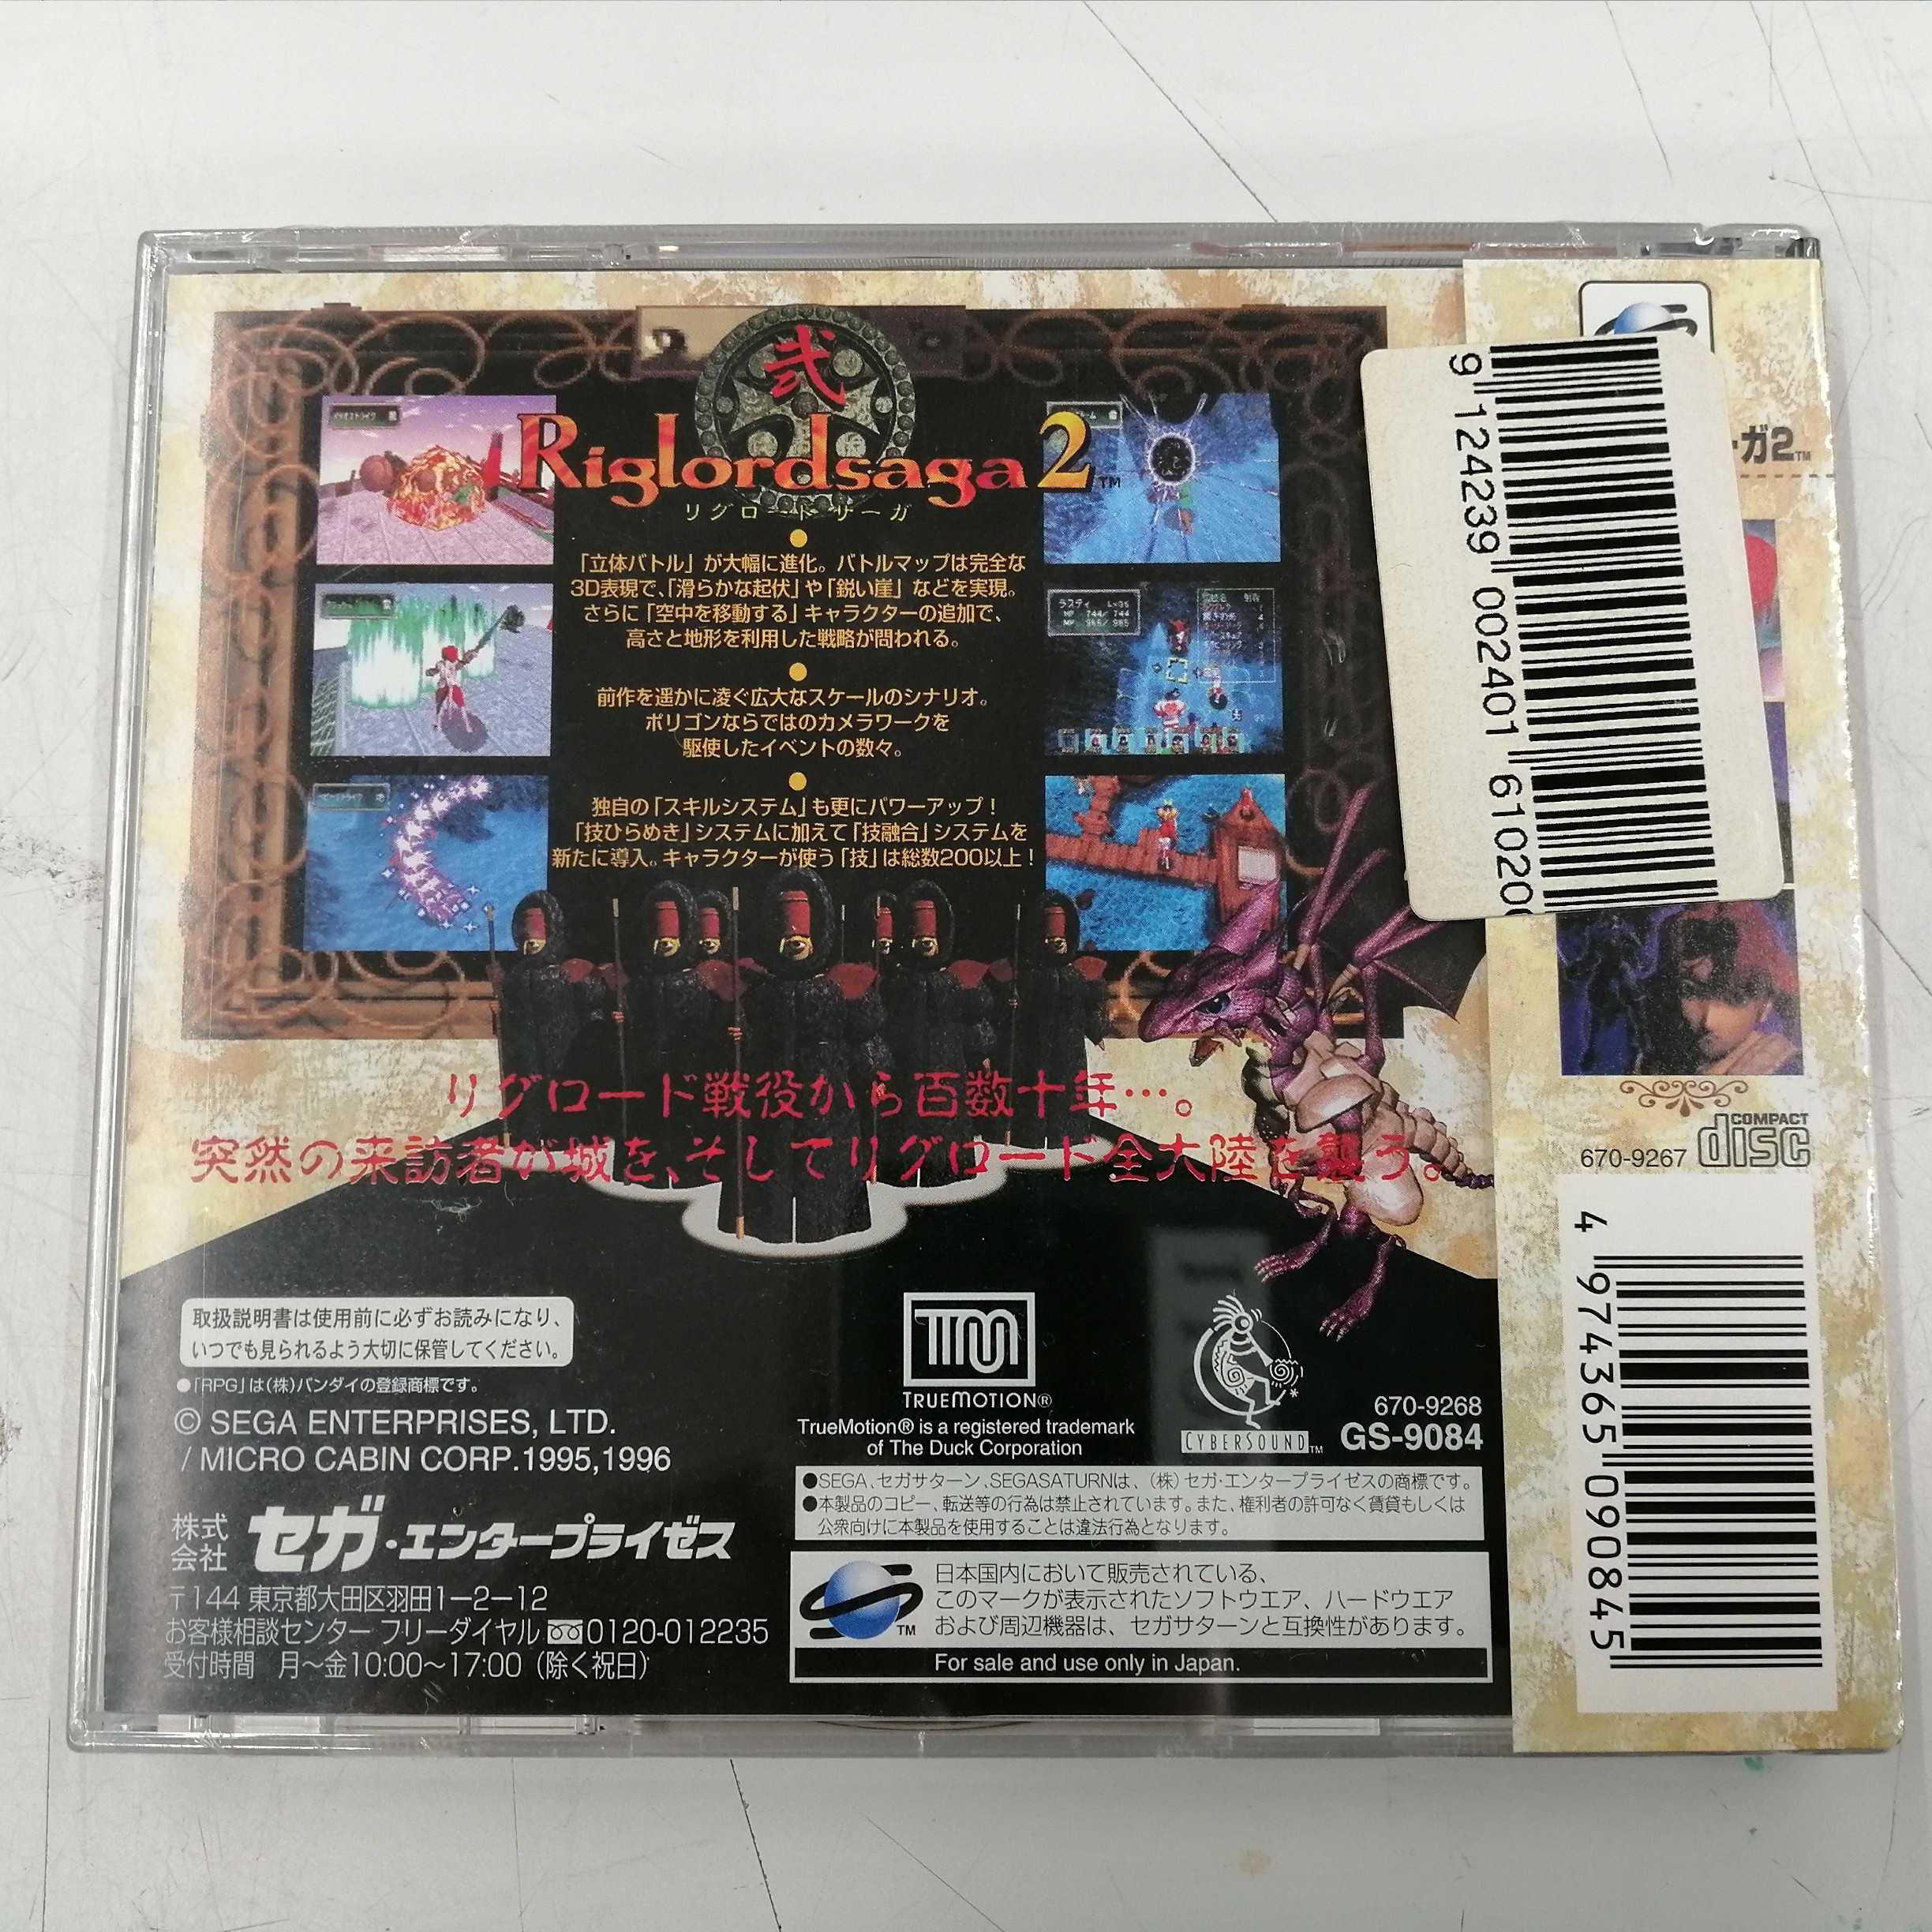 弐
Riglordsaga2™
リグロードサーガ
「立体バトル」が大幅に進化。バトルマップは完全な
3D表現で、「滑らかな起伏」や「鋭い崖」などを実現。
さらに「空中を移動する」キャラクターの追加で、
高さと地形を利用した戦略が問われる。
前作を遥かに凌ぐ広大なスケールのシナリオ。
ポリゴンならではのカメラワークを
駆使したイベントの数々。
独自の「スキルシステム」も更にパワーアップ！
「技ひらめき」システムに加えて「技融合」システムを
新たに導入。キャラクターが使う「技」は総数200以上！
ラスティ Lv36
リグロード戦役から百数十年…。
突然の来訪者が城を、そしてリグロード全大陸を襲う。
取扱説明書は使用前に必ずお読みになり、
いつでも見られるよう大切に保管してください。
●「RPG」は(株)バンダイの登録商標です。
© SEGA ENTERPRISES, LTD.
/ MICRO CABIN CORP.1995,1996
株式会社 セガ・エンタープライゼス
〒144 東京都大田区羽田1-2-12
お客様相談センター フリーダイヤル 0120-012235
受付時間 月〜金10:00〜17:00（除く祝日）
TM
TRUEMOTION®
TrueMotion® is a registered trademark
of The Duck Corporation
CYBERSOUND™
670-9268
GS-9084
●SEGA、セガサターン、SEGASATURNは、(株)セガ・エンタープライゼスの商標です。
●本製品のコピー、転送等の行為は禁止されています。また、権利者の許可なく賃貸もしくは
公衆向けに本製品を使用することは違法行為となります。
TM
日本国内において販売されている、
このマークが表示されたソフトウエア、ハードウエア
および周辺機器は、セガサターンと互換性があります。
For sale and use only in Japan.
ーガ2™
9 124239 002401 610200
COMPACT
disc
670-9267
4 974365 090845